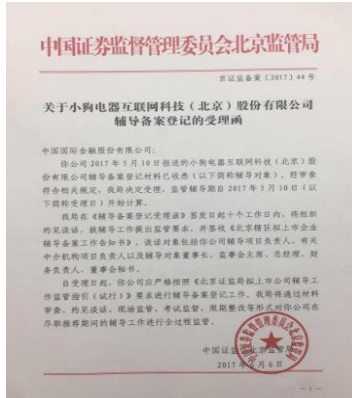 中国证券监督管理委员会北京监管局
京证监备案〔2017〕44号
关于小狗电器互联网科技（北京）股份有限公司
辅导备案登记的受理函
中国国际金融股份有限公司：
你公司2017年5月10日报送的小狗电器互联网科技（北京）股
份有限公司辅导备案登记材料已收悉（以下简称辅导对象）。经审查
符合相关规定，我局决定受理，监管辅导期自2017年5月10日（以
下简称受理日）开始计算。
我局在《辅导备案登记受理函》签发日起十个工作日内，将组织
约见谈话，就辅导工作提出监管要求，并签收《北京辖区拟上市企业
辅导备案工作告知书》，谈话对象包括你公司辅导项目负责人、有关
中介机构项目负责人以及辅导对象董事长、监事会主席、总经理、财
务负责人、董事会秘书。
自受理日起，你公司应严格按照《北京证监局拟上市公司辅导工
作监管指引（试行）》要求进行辅导备案登记工作。我局将通过材料
审查、约见谈话、现场监管、考试监督、限期整改等形式对你公司在
尽职推荐期间的辅导工作进行全过程监管。
中国证监会北京监管局
2017年 月6日
－1－